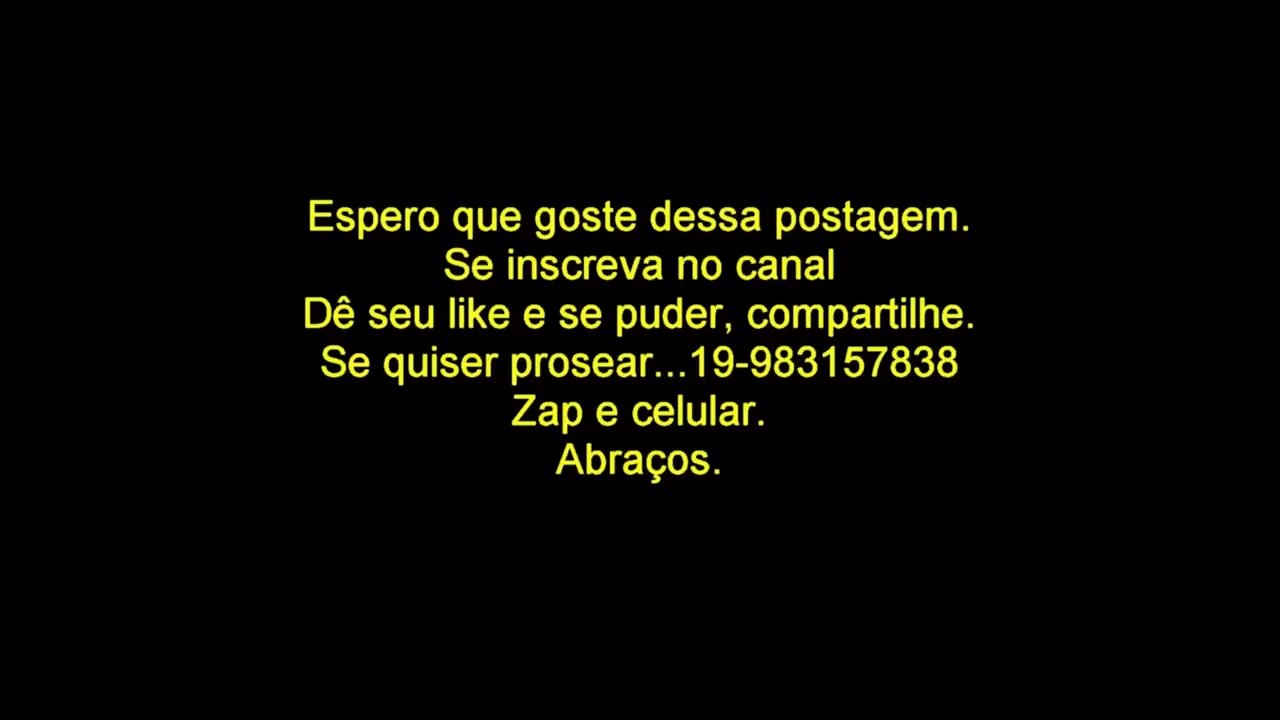 Espero que goste dessa postagem.
Se inscreva no canal
Dê seu like e se puder, compartilhe.
Se quiser prosear...19-983157838
Zap e celular.
Abraços.